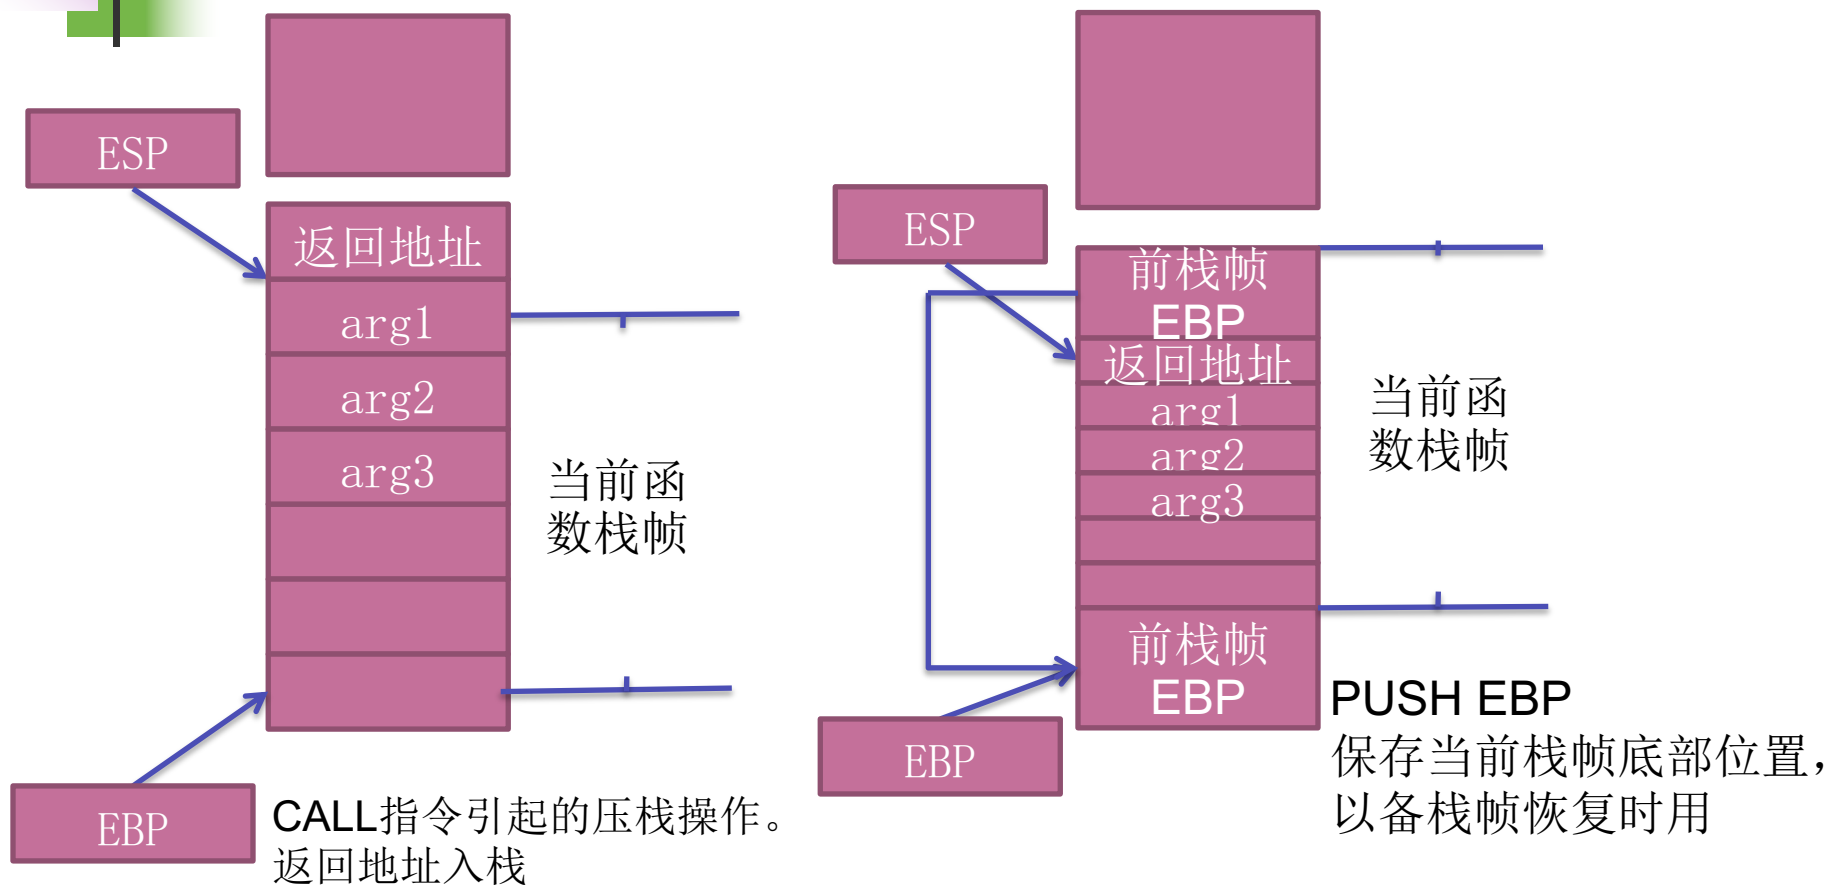 ESP
返回地址
arg1
arg2
arg3
当前函
数栈帧
EBP
CALL指令引起的压栈操作。
返回地址入栈
ESP
前栈帧
EBP
返回地址
arg1
arg2
arg3
当前函
数栈帧
前栈帧
EBP
EBP
PUSH EBP
保存当前栈帧底部位置，
以备栈帧恢复时用